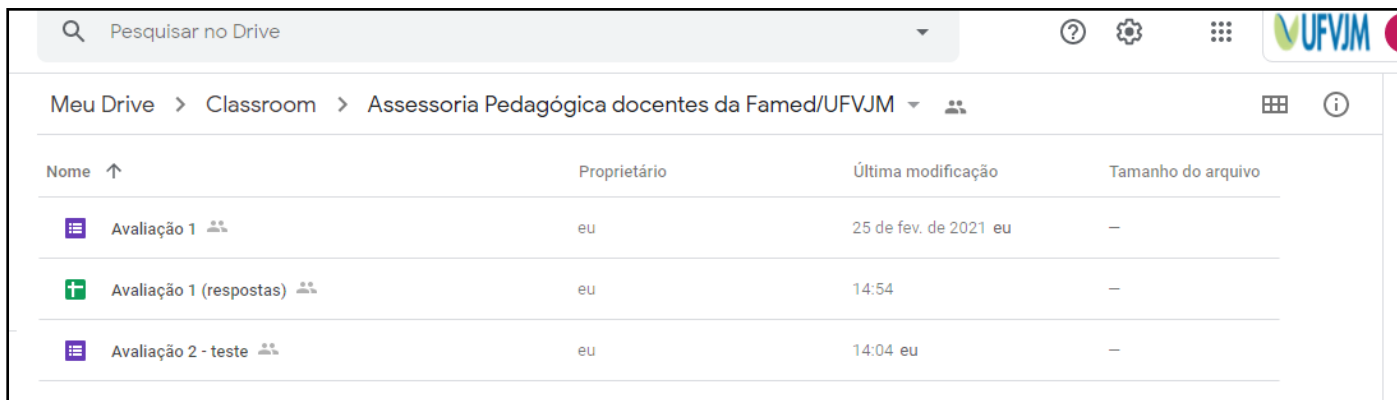 Pesquisar no Drive
UFVJM
Meu Drive > Classroom > Assessoria Pedagógica docentes da Famed/UFVJM
Nome Proprietário Última modificação Tamanho do arquivo
Avaliação 1 eu 25 de fev. de 2021 eu —
Avaliação 1 (respostas) eu 14:54 —
Avaliação 2 - teste eu 14:04 eu —